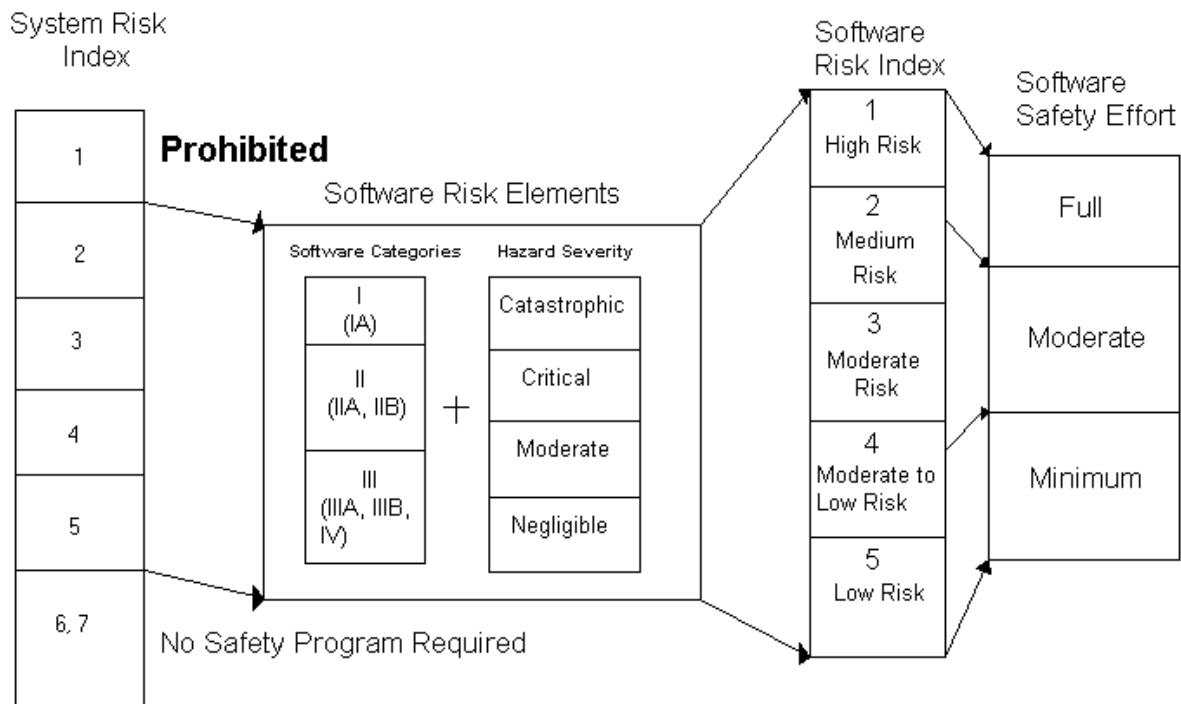 System Risk
Index
1
2
3
4
5
6, 7
Prohibited
Software Risk Elements
Software Categories
I
(IA)
II
(IIA, IIB)
III
(IIIA, IIIB,
IV)
+
Hazard Severity
Catastrophic
Critical
Moderate
Negligible
No Safety Program Required
Software
Risk Index
1
High Risk
2
Medium
Risk
3
Moderate
Risk
4
Moderate to
Low Risk
5
Low Risk
Software
Safety Effort
Full
Moderate
Minimum